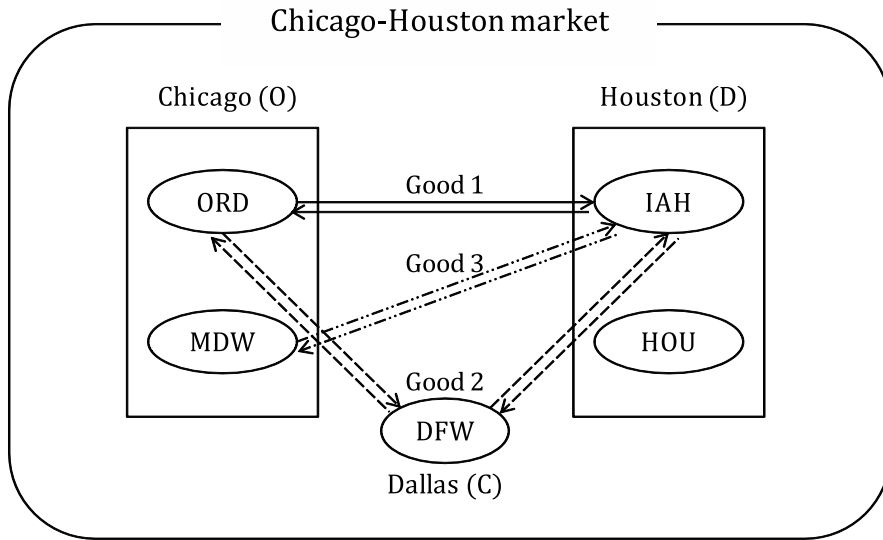 Chicago-Houston market
Chicago (O)
Houston (D)
Good 1
ORD
IAH
Good 3
MDW
HOU
Good 2
DFW
Dallas (C)